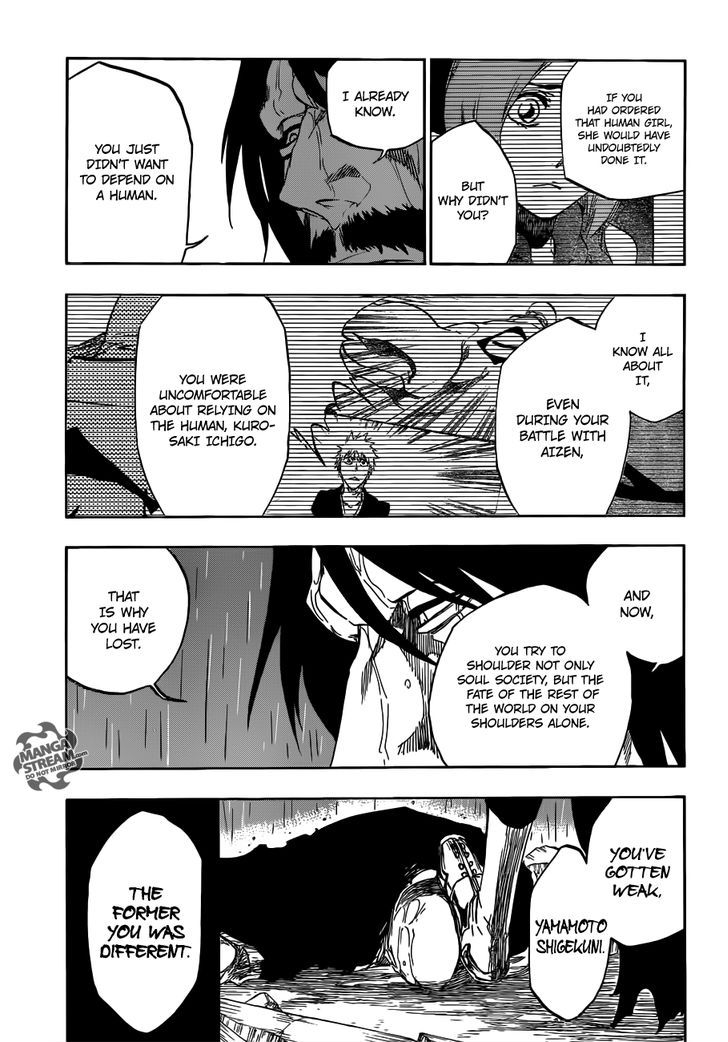 IF YOU
HAD ORDERED
THAT HUMAN GIRL,
SHE WOULD HAVE
UNDOUBTEDLY
DONE IT.
BUT
WHY DIDN'T
YOU?
I ALREADY
KNOW.
YOU JUST
DIDN'T WANT
TO DEPEND ON
A HUMAN.
I
KNOW ALL
ABOUT
IT,
EVEN
DURING YOUR
BATTLE WITH
AIZEN,
YOU WERE
UNCOMFORTABLE
ABOUT RELYING ON
THE HUMAN, KURO-
SAKI ICHIGO.
AND
NOW,
YOU TRY TO
SHOULDER NOT ONLY
SOUL SOCIETY, BUT THE
FATE OF THE REST OF
THE WORLD ON YOUR
SHOULDERS ALONE.
THAT
IS WHY
YOU HAVE
LOST.
MANGA
STREAM.com
DO NOT MIRROR
YOU'VE
GOTTEN
WEAK,
YAMAMOTO
SHIGEKUNI.
THE
FORMER
YOU WAS
DIFFERENT.